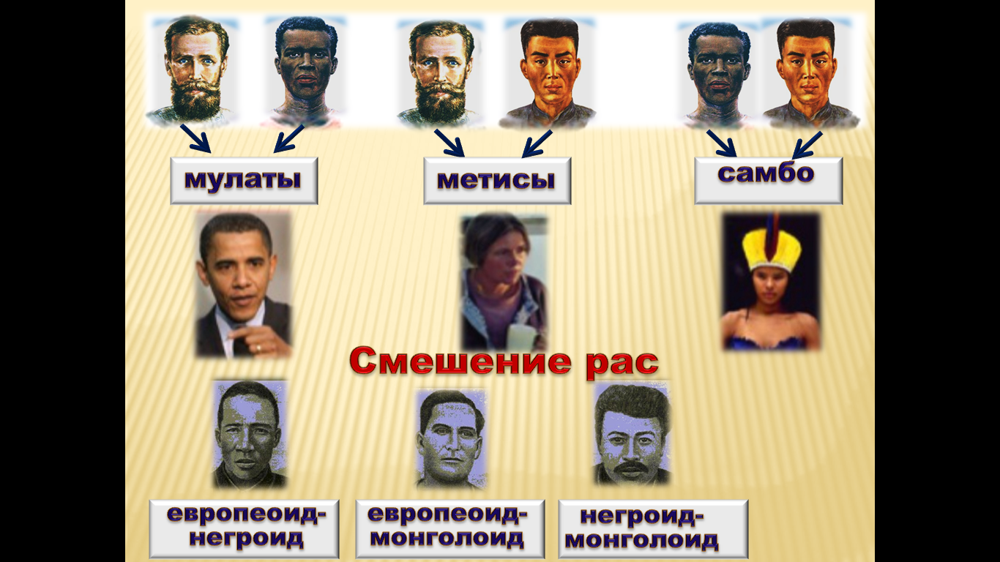 мулаты
метисы
самбо
Смешение рас
европеоид-
негроид
европеоид-
монголоид
негроид-
монголоид